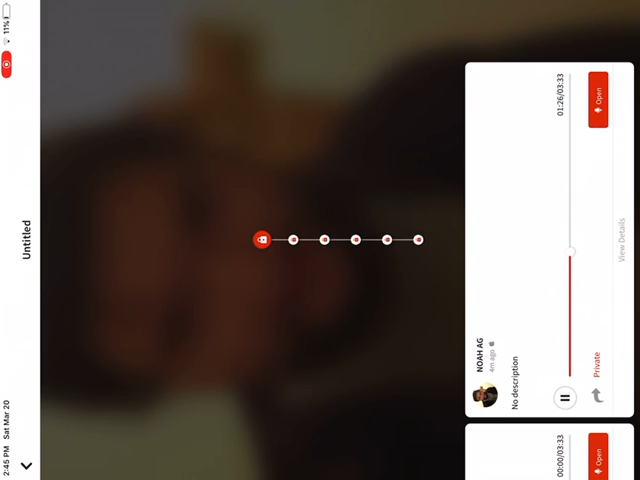 2:45 PM Sat Mar 20
11%
Untitled
NOAH AG
4m ago
No description
01:26/03:33
Private
Open
View Details
00:00/03:33
Open